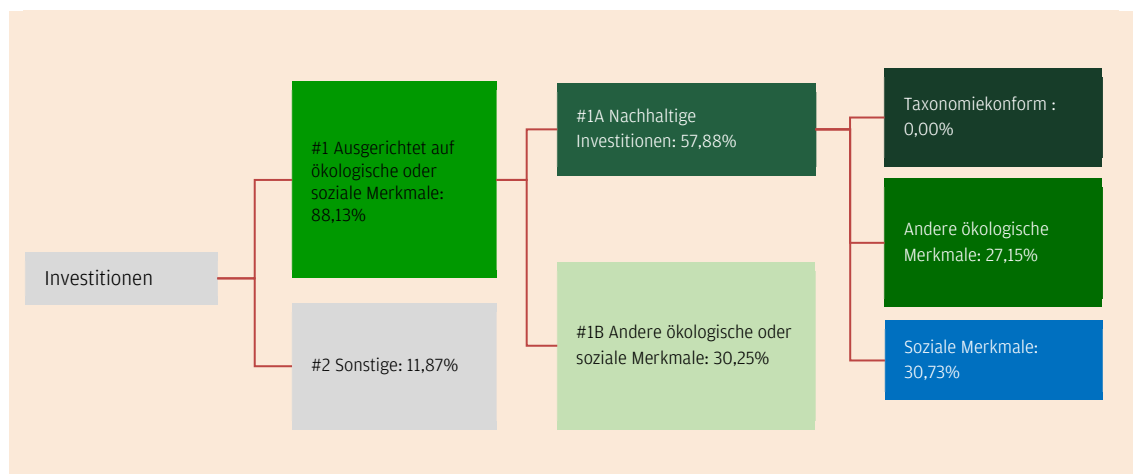 Investitionen
#1 Ausgerichtet auf
ökologische oder
soziale Merkmale:
88,13%
#2 Sonstige: 11,87%
#1A Nachhaltige
Investitionen: 57,88%
#1B Andere ökologische oder
soziale Merkmale: 30,25%
Taxonomiekonform :
0,00%
Andere ökologische
Merkmale: 27,15%
Soziale Merkmale:
30,73%